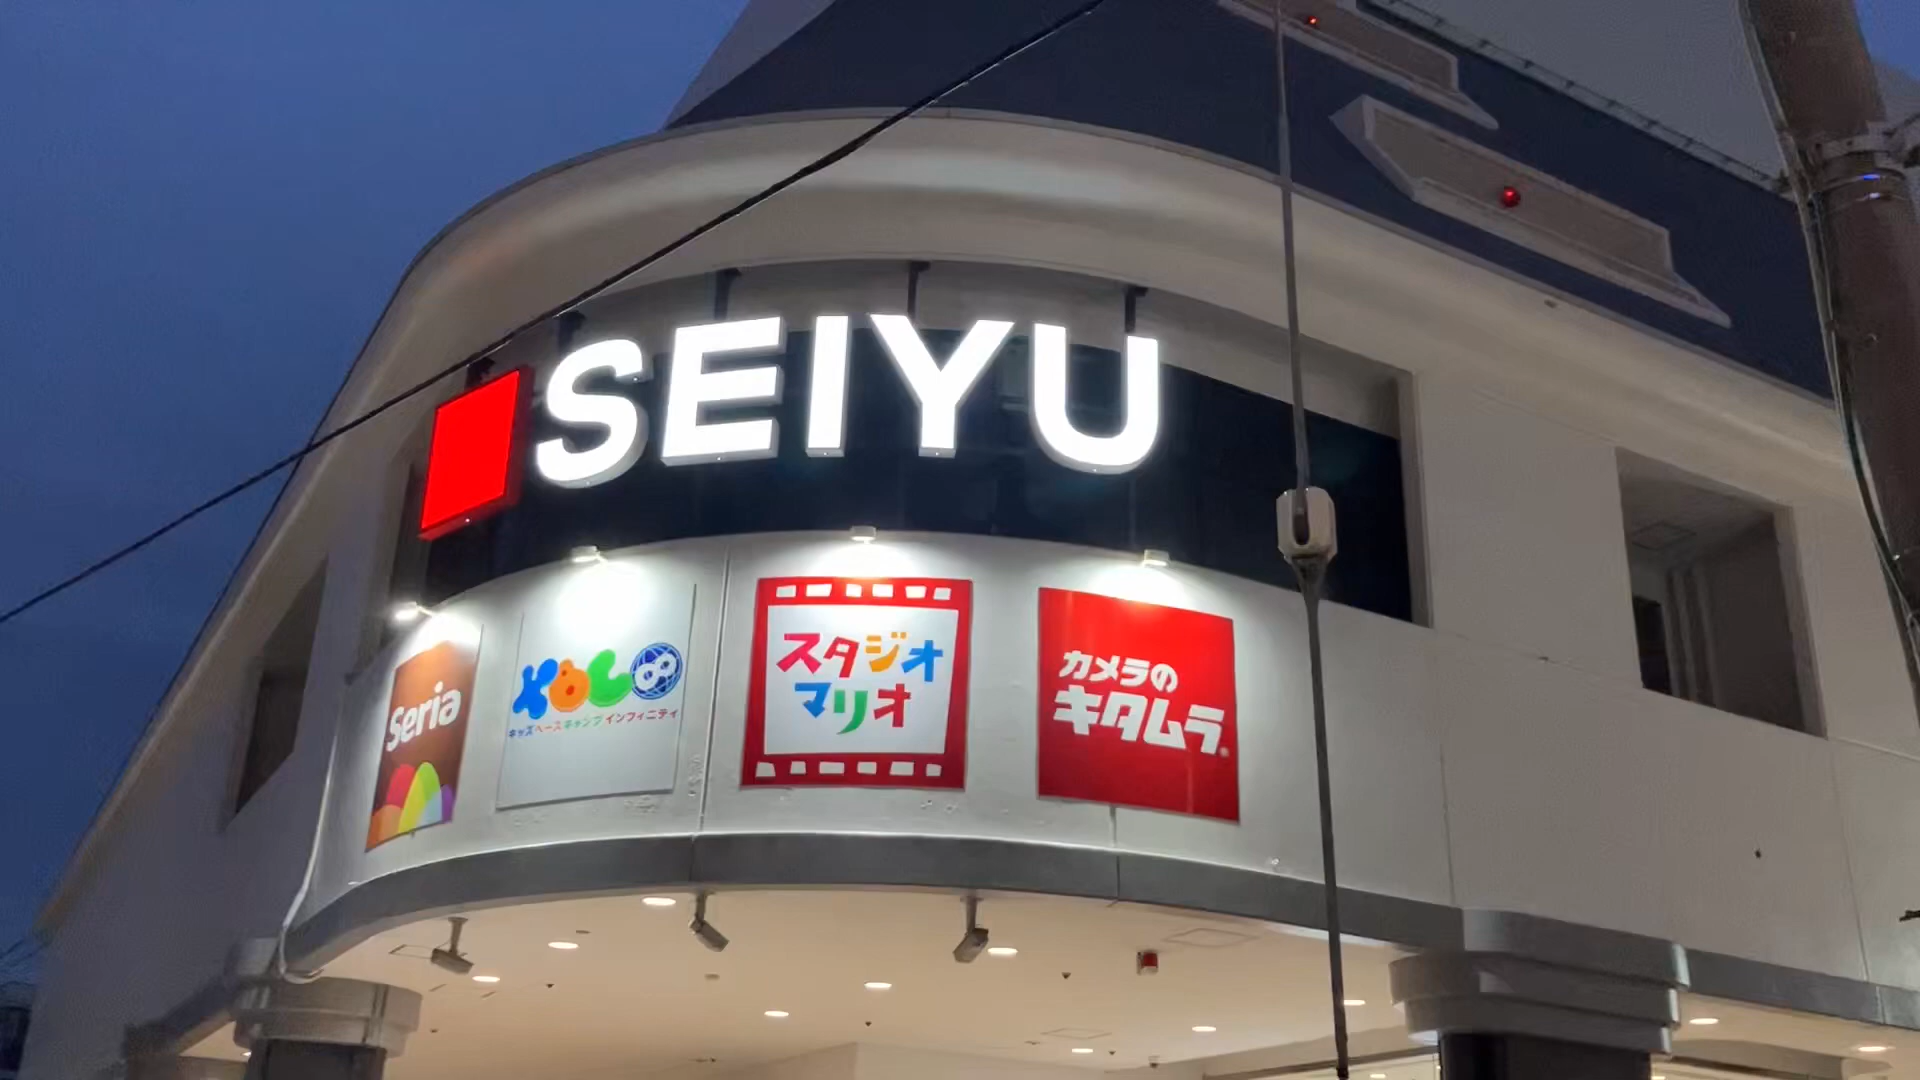 SEIYU
Seria
キッズベースキャンプインフィニティ
スタジオ
マリオ
カメラの
キタムラ